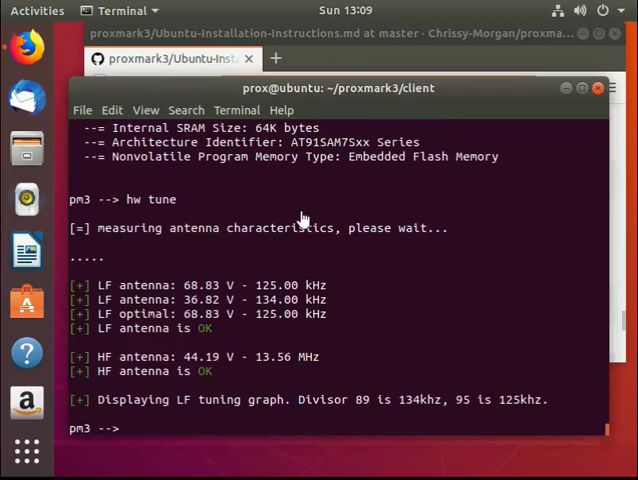 Activities
Terminal
Sun 13:09
proxmark3/Ubuntu-Installation-Instructions.md at master · Chrissy-Morgan/proxma...
proxmark3/Ubuntu-Install
prox@ubuntu: ~/proxmark3/client
File Edit View Search Terminal Help
--= Internal SRAM Size: 64K bytes
--= Architecture Identifier: AT91SAM7Sxx Series
--= Nonvolatile Program Memory Type: Embedded Flash Memory
pm3 --> hw tune
[=] measuring antenna characteristics, please wait...
.....
[+] LF antenna: 68.83 V - 125.00 kHz
[+] LF antenna: 36.82 V - 134.00 kHz
[+] LF optimal: 68.83 V - 125.00 kHz
[+] LF antenna is OK
[+] HF antenna: 44.19 V - 13.56 MHz
[+] HF antenna is OK
[+] Displaying LF tuning graph. Divisor 89 is 134khz, 95 is 125khz.
pm3 -->